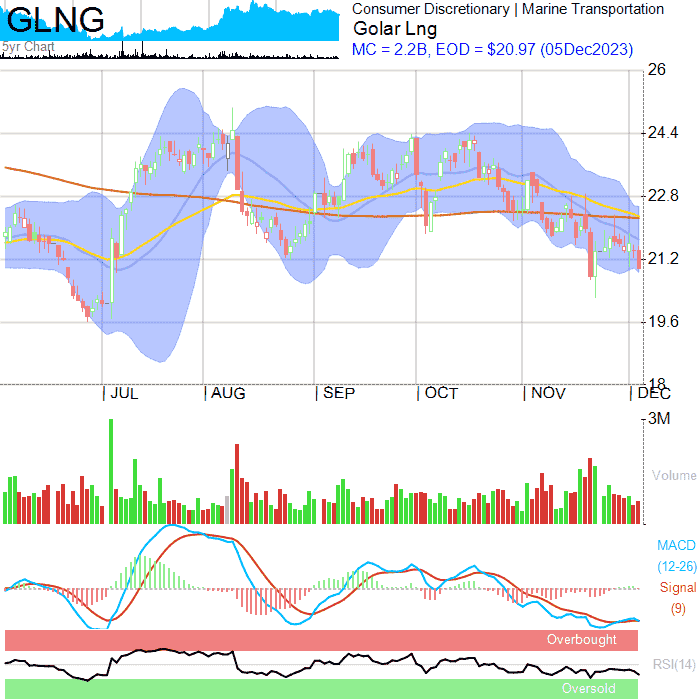 GLNG
5yr Chart
Consumer Discretionary | Marine Transportation
Golar Lng
MC = 2.2B, EOD = $20.97 (05Dec2023)
26
24.4
22.8
21.2
19.6
18
JUL
AUG
SEP
OCT
NOV
DEC
3M
Volume
MACD
(12-26)
Signal
(9)
Overbought
RSI(14)
Oversold